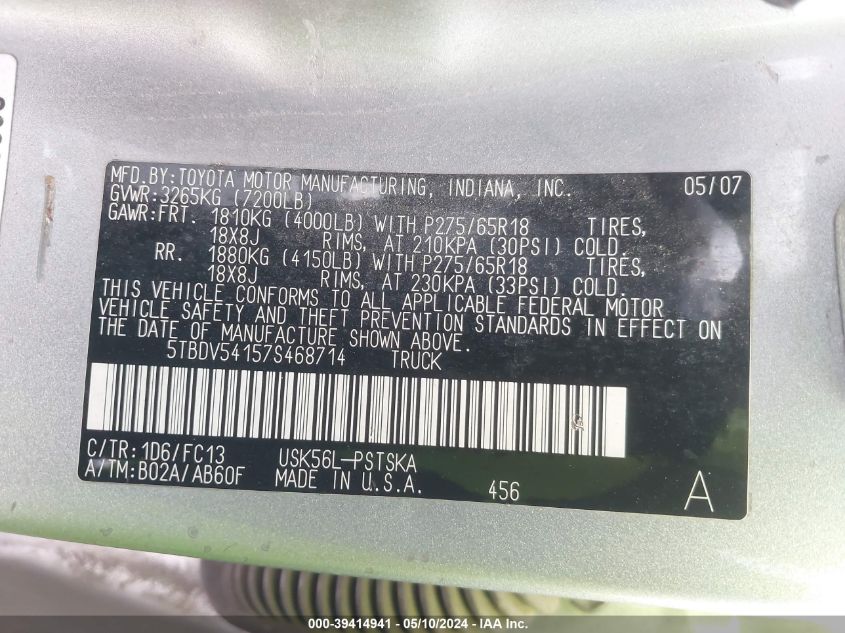 MFD.BY:TOYOTA MOTOR MANUFACTURING, INDIANA, INC. 05/07
GVWR:3265KG (7200LB)
GAWR:FRT. 1810KG (4000LB) WITH P275/65R18 TIRES,
18X8J RIMS, AT 210KPA (30PSI) COLD.
RR. 1880KG (4150LB) WITH P275/65R18 TIRES,
18X8J RIMS, AT 230KPA (33PSI) COLD.
THIS VEHICLE CONFORMS TO ALL APPLICABLE FEDERAL MOTOR
VEHICLE SAFETY AND THEFT PREVENTION STANDARDS IN EFFECT ON
THE DATE OF MANUFACTURE SHOWN ABOVE.
5TBDV54157S468714 TRUCK
C/TR:1D6/FC13 USK56L-PSTSKA
A/TM:B02A/AB60F MADE IN U.S.A. 456 A
000-39414941 - 05/10/2024 - IAA